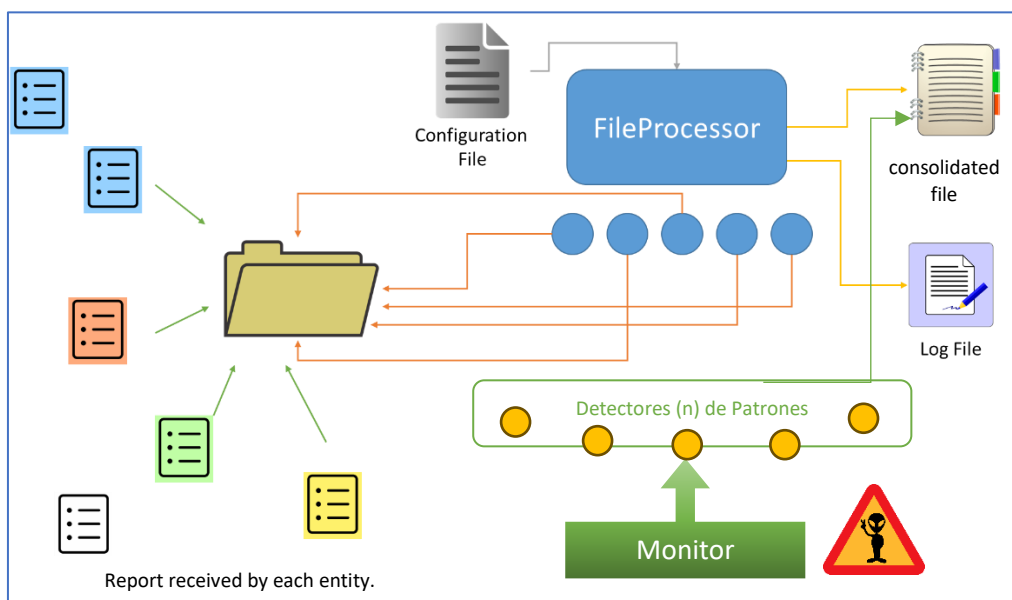 Configuration
File
FileProcessor
consolidated
file
Log File
Detectores (n) de Patrones
Monitor
Report received by each entity.